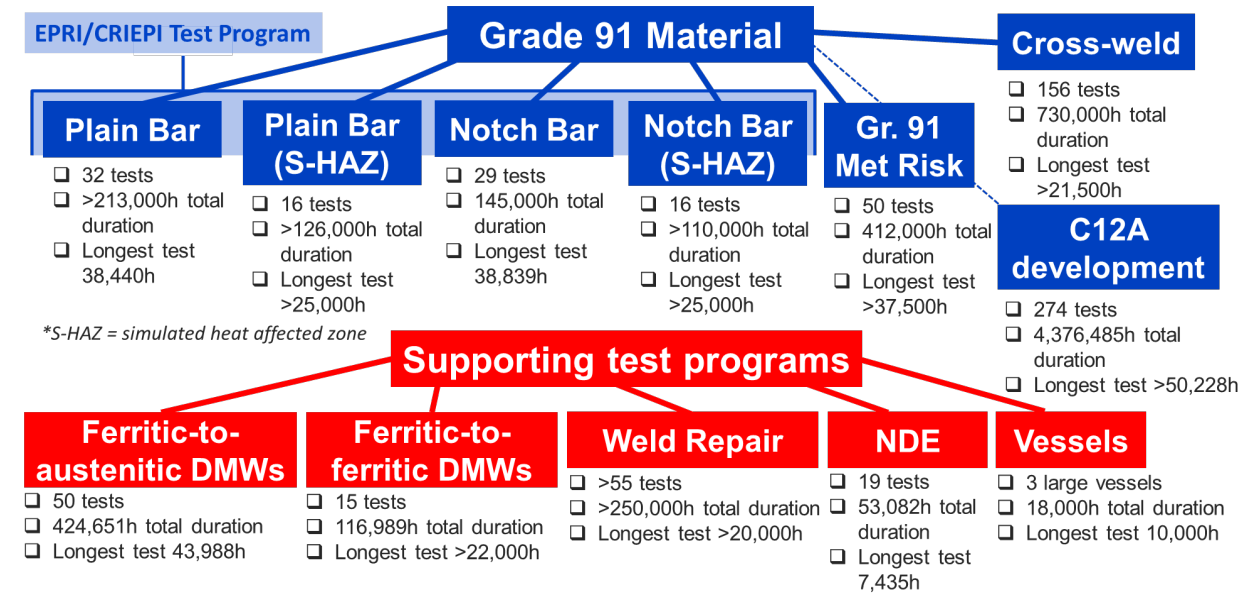 EPRI/CRIEPI Test Program
Grade 91 Material
Cross-weld
❑ 156 tests
❑ 730,000h total
duration
❑ Longest test
>21,500h
Plain Bar
❑ 32 tests
❑ >213,000h total
duration
❑ Longest test
38,440h
Plain Bar
(S-HAZ)
❑ 16 tests
❑ >126,000h total
duration
❑ Longest test
>25,000h
Notch Bar
❑ 29 tests
❑ 145,000h total
duration
❑ Longest test
38,839h
Notch Bar
(S-HAZ)
❑ 16 tests
❑ >110,000h total
duration
❑ Longest test
>25,000h
Gr. 91
Met Risk
❑ 50 tests
❑ 412,000h total
duration
❑ Longest test
>37,500h
C12A
development
❑ 274 tests
❑ 4,376,485h total
duration
❑ Longest test >50,228h
*S-HAZ = simulated heat affected zone
Supporting test programs
Ferritic-to-
austenitic DMWs
❑ 50 tests
❑ 424,651h total duration
❑ Longest test 43,988h
Ferritic-to-
ferritic DMWs
❑ 15 tests
❑ 116,989h total duration
❑ Longest test >22,000h
Weld Repair
❑ >55 tests
❑ >250,000h total duration
❑ Longest test >20,000h
NDE
❑ 19 tests
❑ 53,082h total
duration
❑ Longest test
7,435h
Vessels
❑ 3 large vessels
❑ 18,000h total duration
❑ Longest test 10,000h